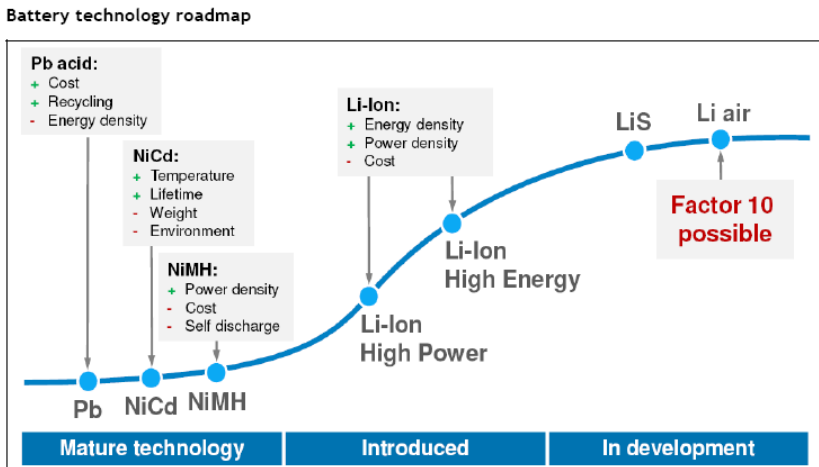 Battery technology roadmap
Pb acid:
+ Cost
+ Recycling
- Energy density
NiCd:
+ Temperature
+ Lifetime
- Weight
- Environment
NiMH:
+ Power density
- Cost
- Self discharge
Li-Ion:
+ Energy density
+ Power density
- Cost
LiS
Li air
Factor 10
possible
Li-Ion
High Energy
Li-Ion
High Power
Pb
NiCd
NiMH
Mature technology
Introduced
In development